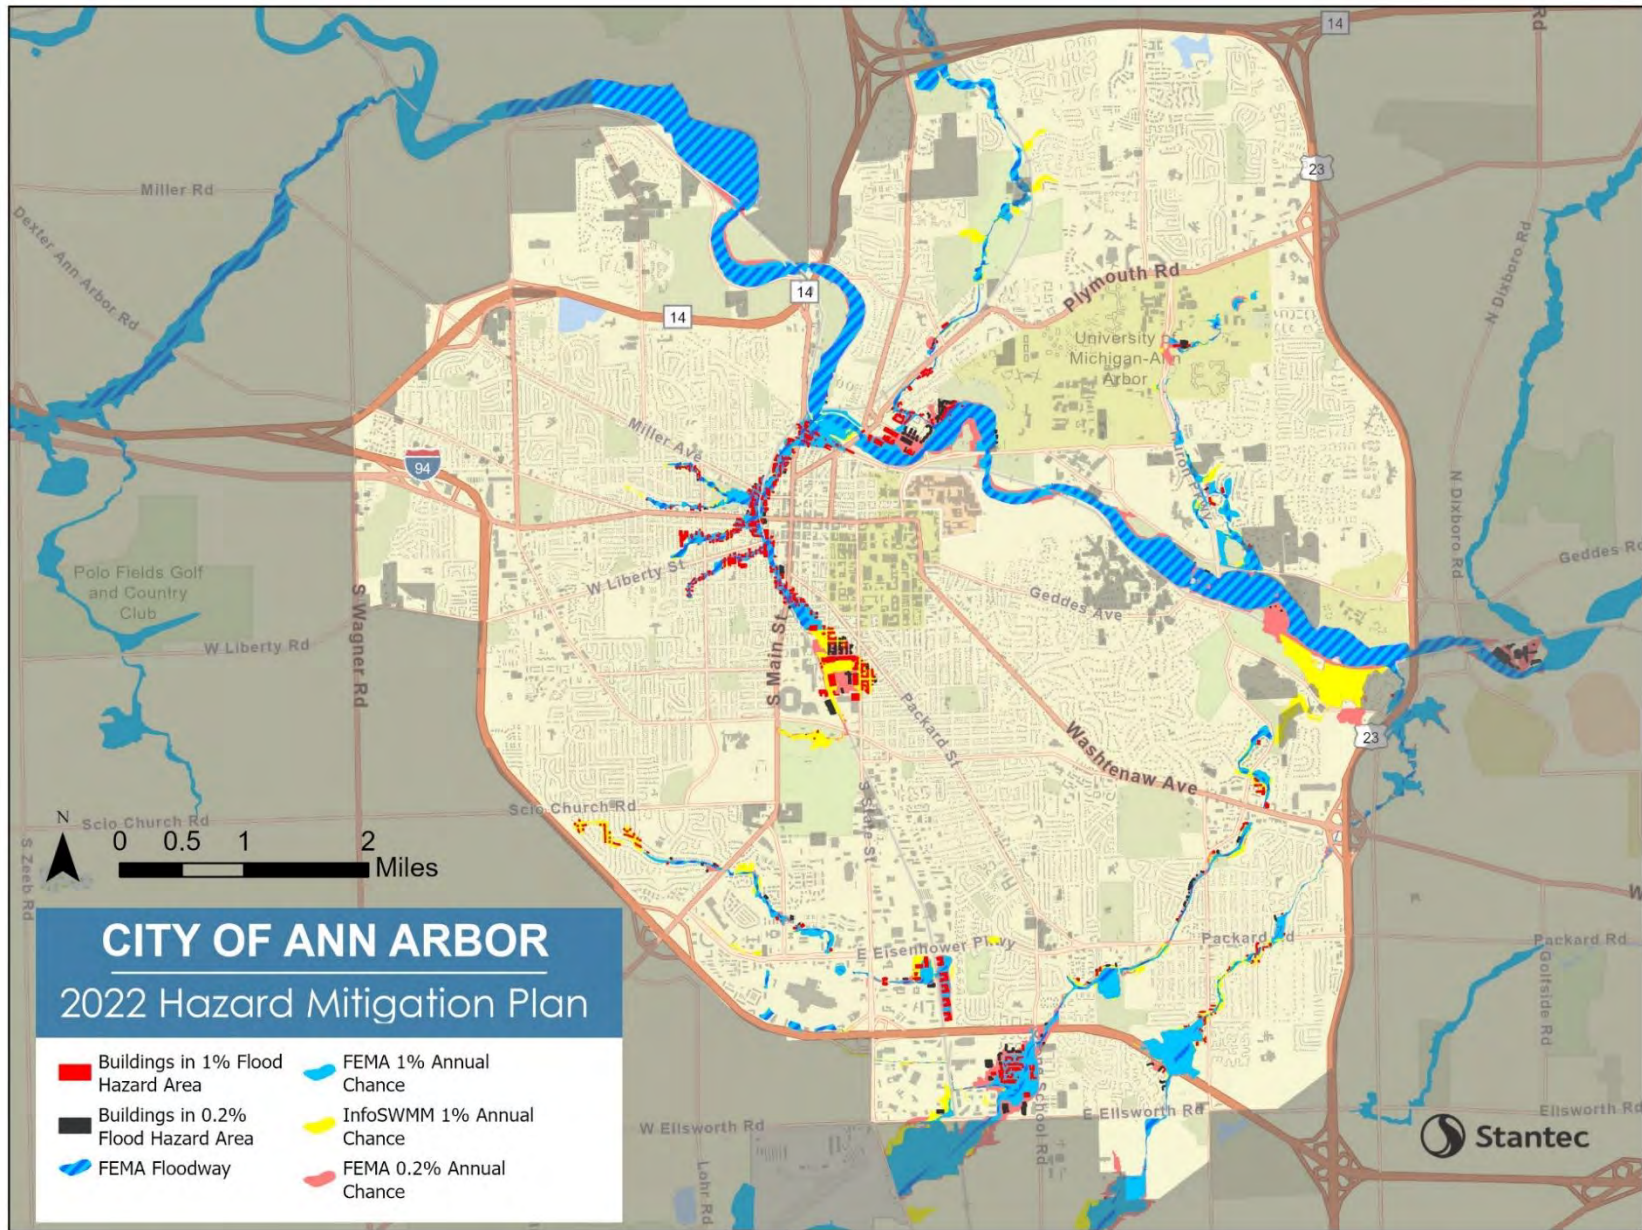 14
Rd
23
Miller Rd
Dexter Ann Arbor Rd
N Dixboro Rd
Plymouth Rd
14
14
University of
Michigan-Ann
Arbor
Miller Ave
94
Huron Pkwy
N Dixboro Rd
Geddes Rd
Polo Fields Golf
and Country
Club
W Liberty St
Geddes Ave
S Wagner Rd
W Liberty Rd
S Main St
Packard St
23
Washtenaw Ave
Scio Church Rd
Scio Church Rd
S State St
S Zeeb Rd
N
0 0.5 1 2
Miles
W
E Eisenhower Pkwy
Packard Rd
Packard Rd
Golfside Rd
CITY OF ANN ARBOR
2022 Hazard Mitigation Plan
Buildings in 1% Flood
Hazard Area
Buildings in 0.2%
Flood Hazard Area
FEMA Floodway
FEMA 1% Annual
Chance
InfoSWMM 1% Annual
Chance
FEMA 0.2% Annual
Chance
W Ellsworth Rd
School Rd
E Ellsworth Rd
Ellsworth Rd
Lohr Rd
Stantec